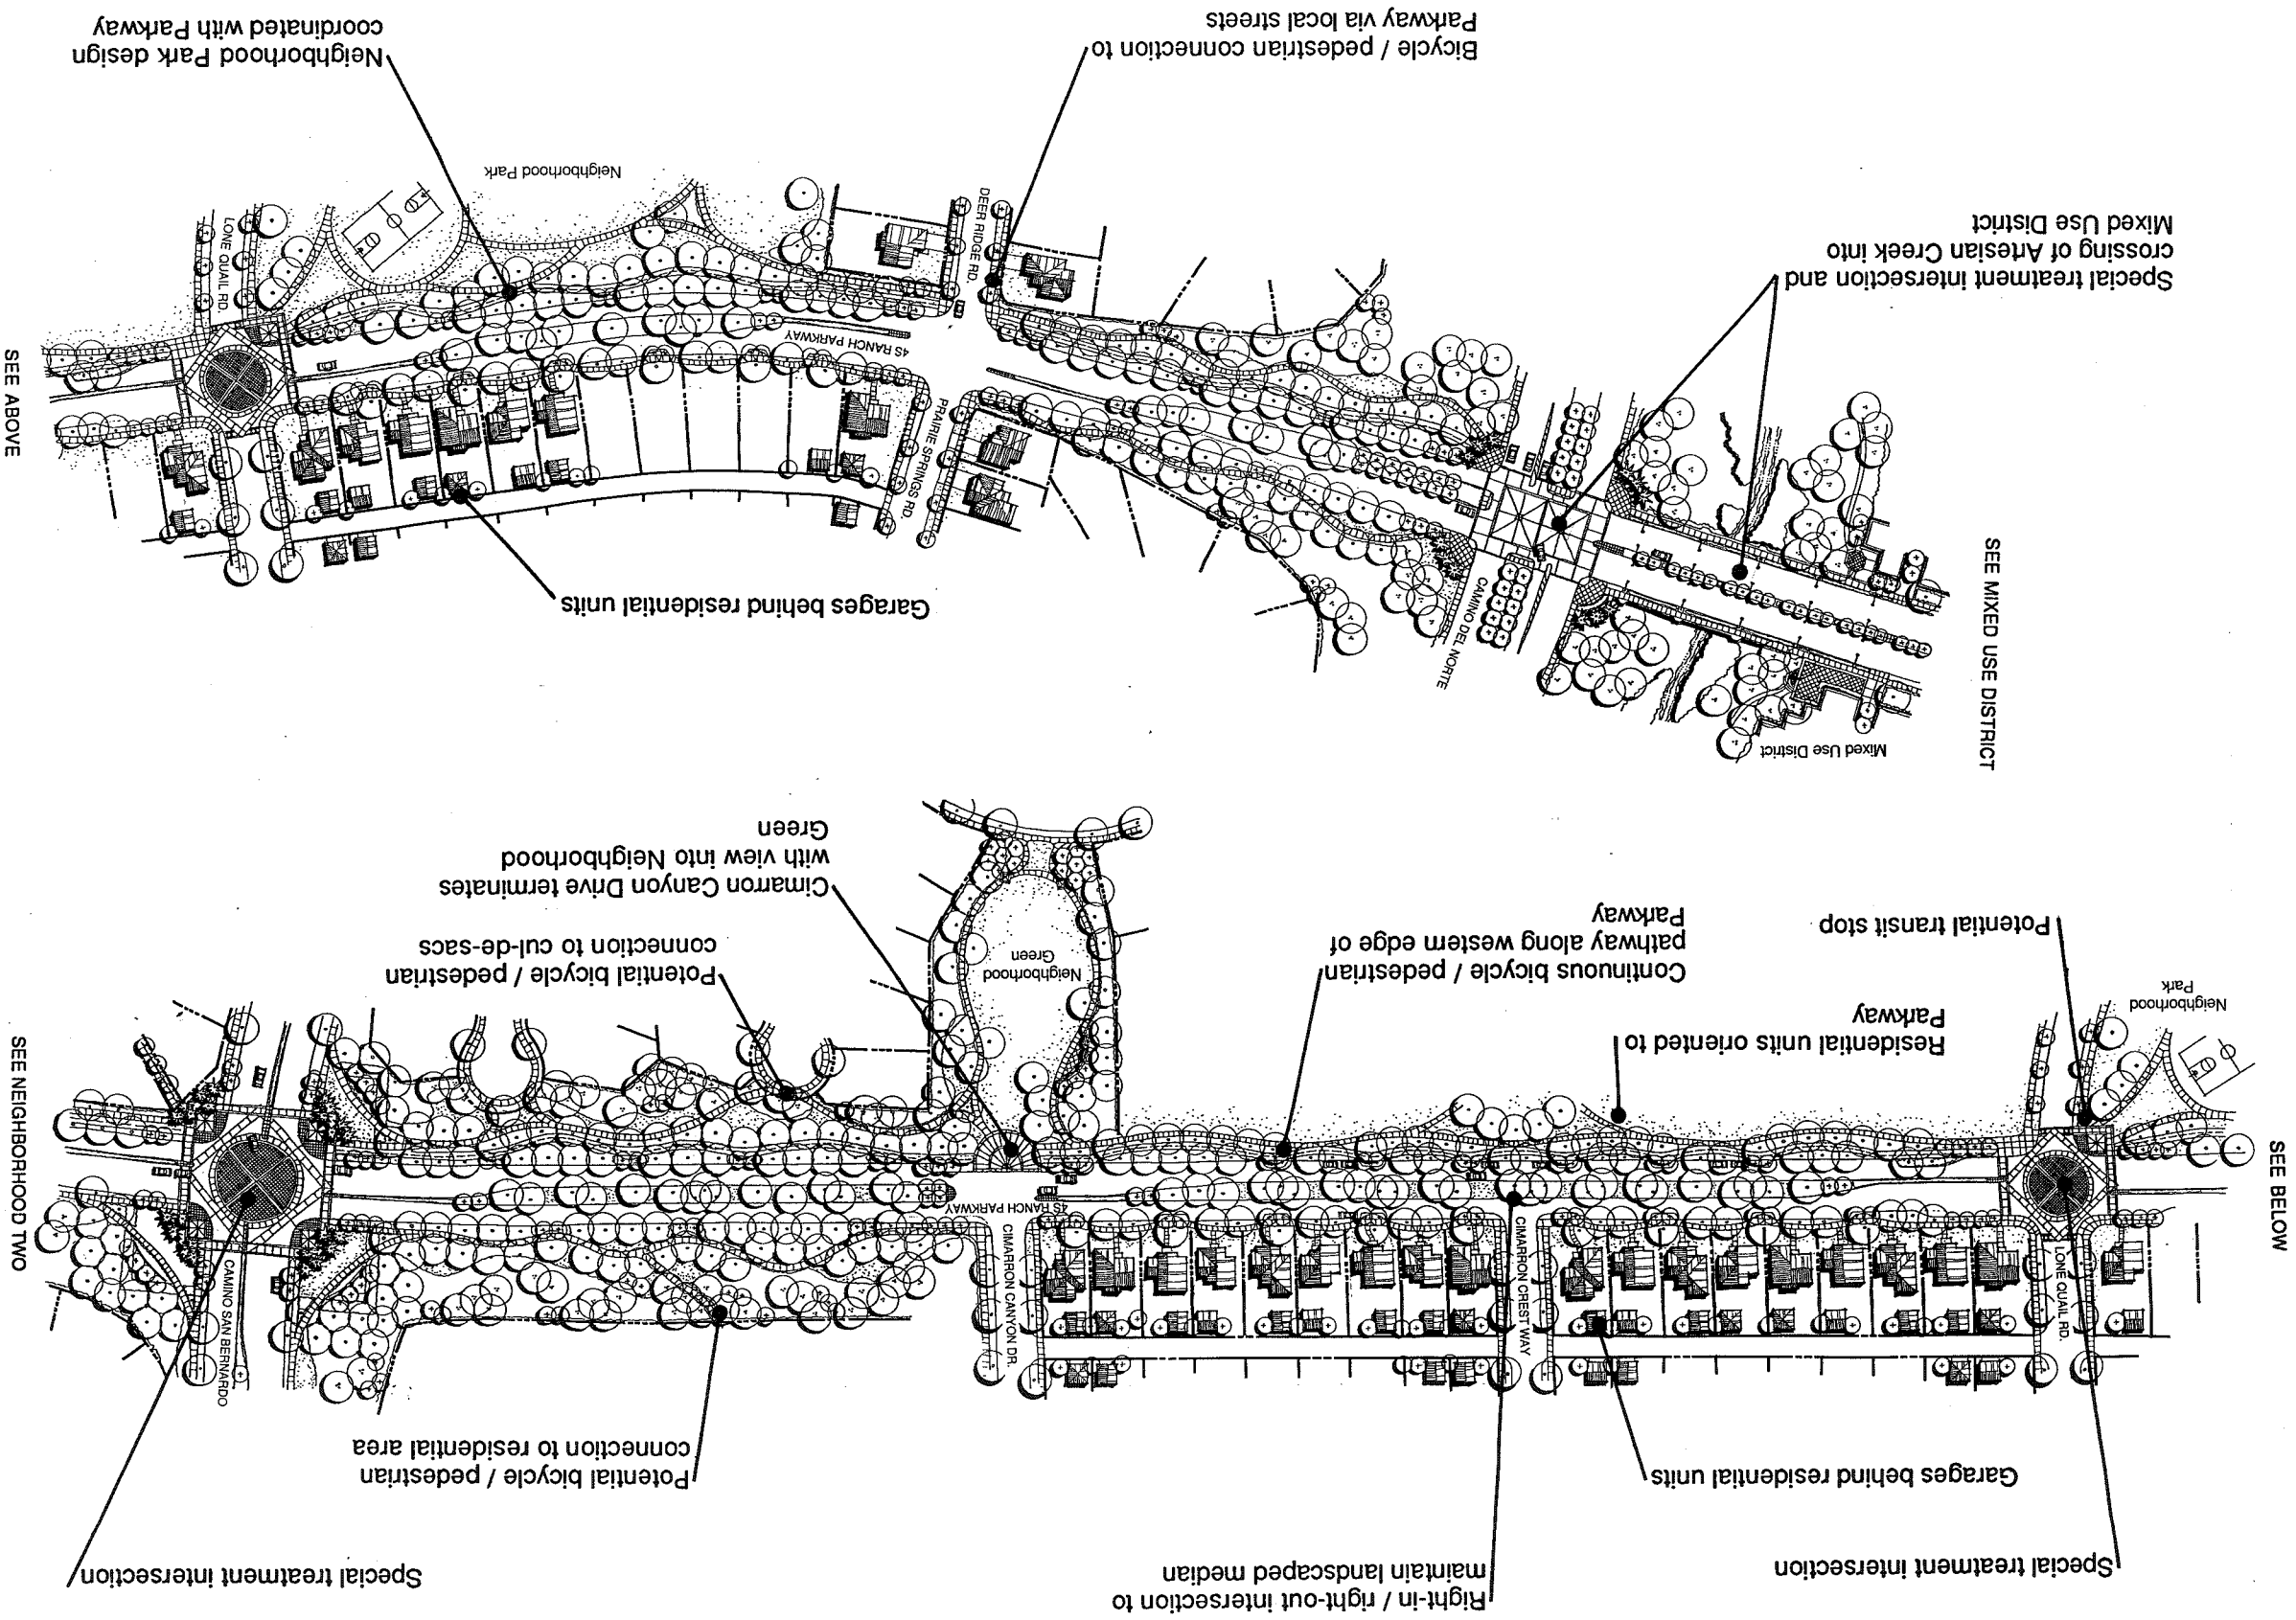 Special treatment intersection
Right-in / right-out intersection to
maintain landscaped median
Special treatment intersection
Garages behind residential units
Potential bicycle / pedestrian
connection to residential area
SEE BELOW
LONE QUAIL RD.
CIMARRON CREST WAY
CIMARRON CANYON DR.
4S RANCH PARKWAY
CAMINO SAN BERNARDO
SEE NEIGHBORHOOD TWO
Neighborhood
Park
Residential units oriented to
Parkway
Potential transit stop
Continuous bicycle / pedestrian
pathway along western edge of
Parkway
Neighborhood
Green
Potential bicycle / pedestrian
connection to cul-de-sacs
Cimarron Canyon Drive terminates
with view into Neighborhood
Green
Mixed Use District
SEE MIXED USE DISTRICT
CAMINO DEL NORTE
Garages behind residential units
PRAIRIE SPRINGS RD.
4S RANCH PARKWAY
SEE ABOVE
LONE QUAIL RD.
DEER RIDGE RD.
Special treatment intersection and
crossing of Artesian Creek into
Mixed Use District
Neighborhood Park
Bicycle / pedestrian connection to
Parkway via local streets
Neighborhood Park design
coordinated with Parkway